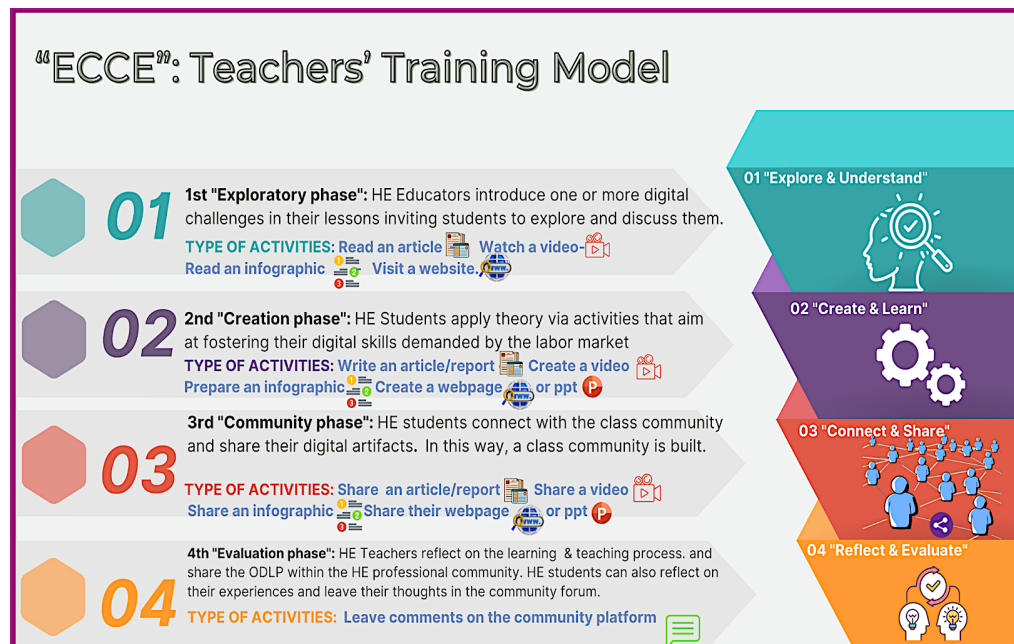 “ECCE”: Teachers’ Training Model
01
1st "Exploratory phase": HE Educators introduce one or more digital
challenges in their lessons inviting students to explore and discuss them.
TYPE OF ACTIVITIES: Read an article Watch a video-
Read an infographic Visit a website.
01 "Explore & Understand"
02
2nd "Creation phase": HE Students apply theory via activities that aim
at fostering their digital skills demanded by the labor market
TYPE OF ACTIVITIES: Write an article/report Create a video
Prepare an infographic Create a webpage or ppt
02 "Create & Learn"
03
3rd "Community phase": HE students connect with the class community
and share their digital artifacts. In this way, a class community is built.
TYPE OF ACTIVITIES: Share an article/report Share a video
Share an infographic Share their webpage or ppt
03 "Connect & Share"
04
4th "Evaluation phase": HE Teachers reflect on the learning & teaching process. and
share the ODLP within the HE professional community. HE students can also reflect on
their experiences and leave their thoughts in the community forum.
TYPE OF ACTIVITIES: Leave comments on the community platform
04 "Reflect & Evaluate"